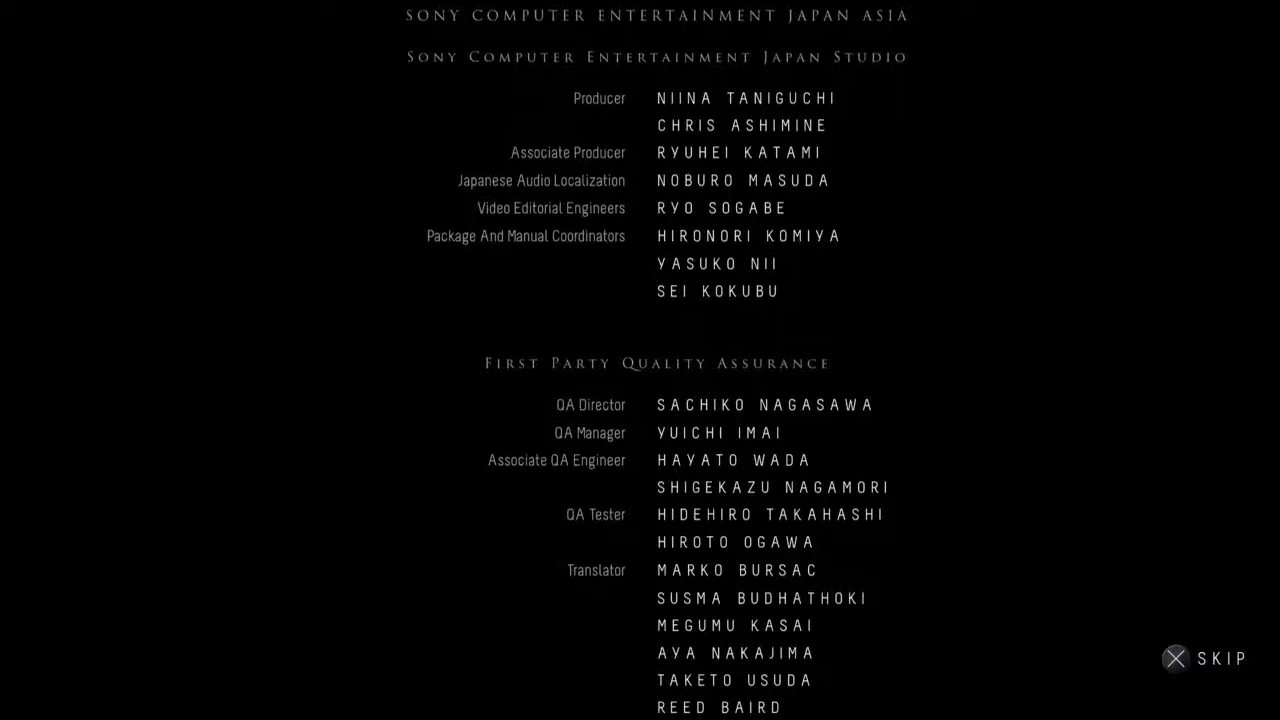 SONY COMPUTER ENTERTAINMENT JAPAN ASIA
SONY COMPUTER ENTERTAINMENT JAPAN STUDIO
Producer NIINA TANIGUCHI
CHRIS ASHIMINE
Associate Producer RYUHEI KATAMI
Japanese Audio Localization NOBURO MASUDA
Video Editorial Engineers RYO SOGABE
Package And Manual Coordinators HIRONORI KOMIYA
YASUKO NII
SEI KOKUBU
FIRST PARTY QUALITY ASSURANCE
QA Director SACHIKO NAGASAWA
QA Manager YUICHI IMAI
Associate QA Engineer HAYATO WADA
SHIGEKAZU NAGAMORI
QA Tester HIDEHIRO TAKAHASHI
HIROTO OGAWA
Translator MARKO BURSAC
SUSMA BUDHATHOKI
MEGUMU KASAI
AYA NAKAJIMA
SKIP
TAKETO USUDA
REED BAIRD